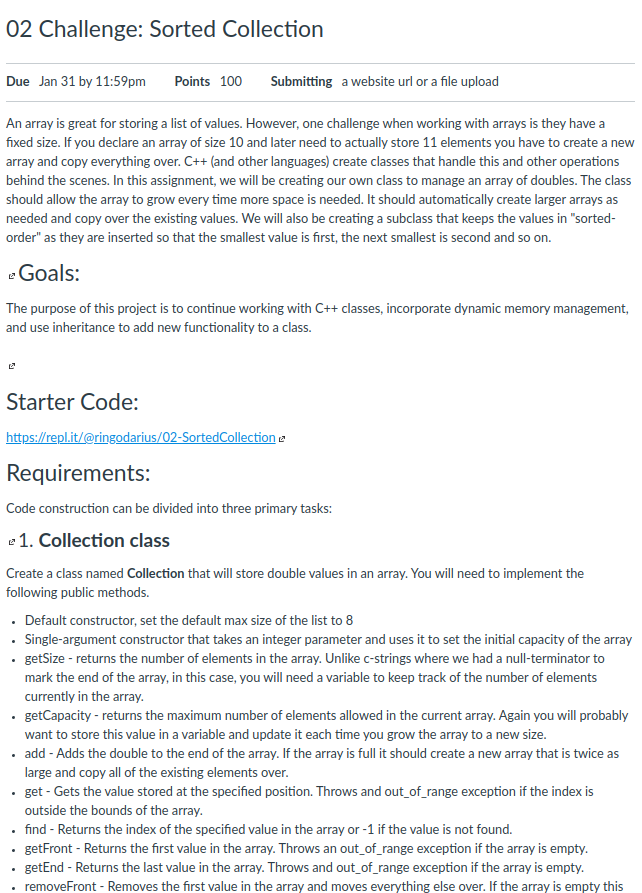 02 Challenge: Sorted Collection
Due Jan 31 by 11:59pm Points 100 Submitting a website url or a file upload
An array is great for storing a list of values. However, one challenge when working with arrays is they have a
fixed size. If you declare an array of size 10 and later need to actually store 11 elements you have to create a new
array and copy everything over. C++ (and other languages) create classes that handle this and other operations
behind the scenes. In this assignment, we will be creating our own class to manage an array of doubles. The class
should allow the array to grow every time more space is needed. It should automatically create larger arrays as
needed and copy over the existing values. We will also be creating a subclass that keeps the values in "sorted-
order" as they are inserted so that the smallest value is first, the next smallest is second and so on.
Goals:
The purpose of this project is to continue working with C++ classes, incorporate dynamic memory management,
and use inheritance to add new functionality to a class.
Starter Code:
https://repl.it/@ringodarius/02-SortedCollection
Requirements:
Code construction can be divided into three primary tasks:
1. Collection class
Create a class named Collection that will store double values in an array. You will need to implement the
following public methods.
• Default constructor, set the default max size of the list to 8
• Single-argument constructor that takes an integer parameter and uses it to set the initial capacity of the array
• getSize - returns the number of elements in the array. Unlike c-strings where we had a null-terminator to
mark the end of the array, in this case, you will need a variable to keep track of the number of elements
currently in the array.
• getCapacity - returns the maximum number of elements allowed in the current array. Again you will probably
want to store this value in a variable and update it each time you grow the array to a new size.
• add - Adds the double to the end of the array. If the array is full it should create a new array that is twice as
large and copy all of the existing elements over.
• get - Gets the value stored at the specified position. Throws and out_of_range exception if the index is
outside the bounds of the array.
• find - Returns the index of the specified value in the array or -1 if the value is not found.
• getFront - Returns the first value in the array. Throws an out_of_range exception if the array is empty.
• getEnd - Returns the last value in the array. Throws and out_of_range exception if the array is empty.
• removeFront - Removes the first value in the array and moves everything else over. If the array is empty this